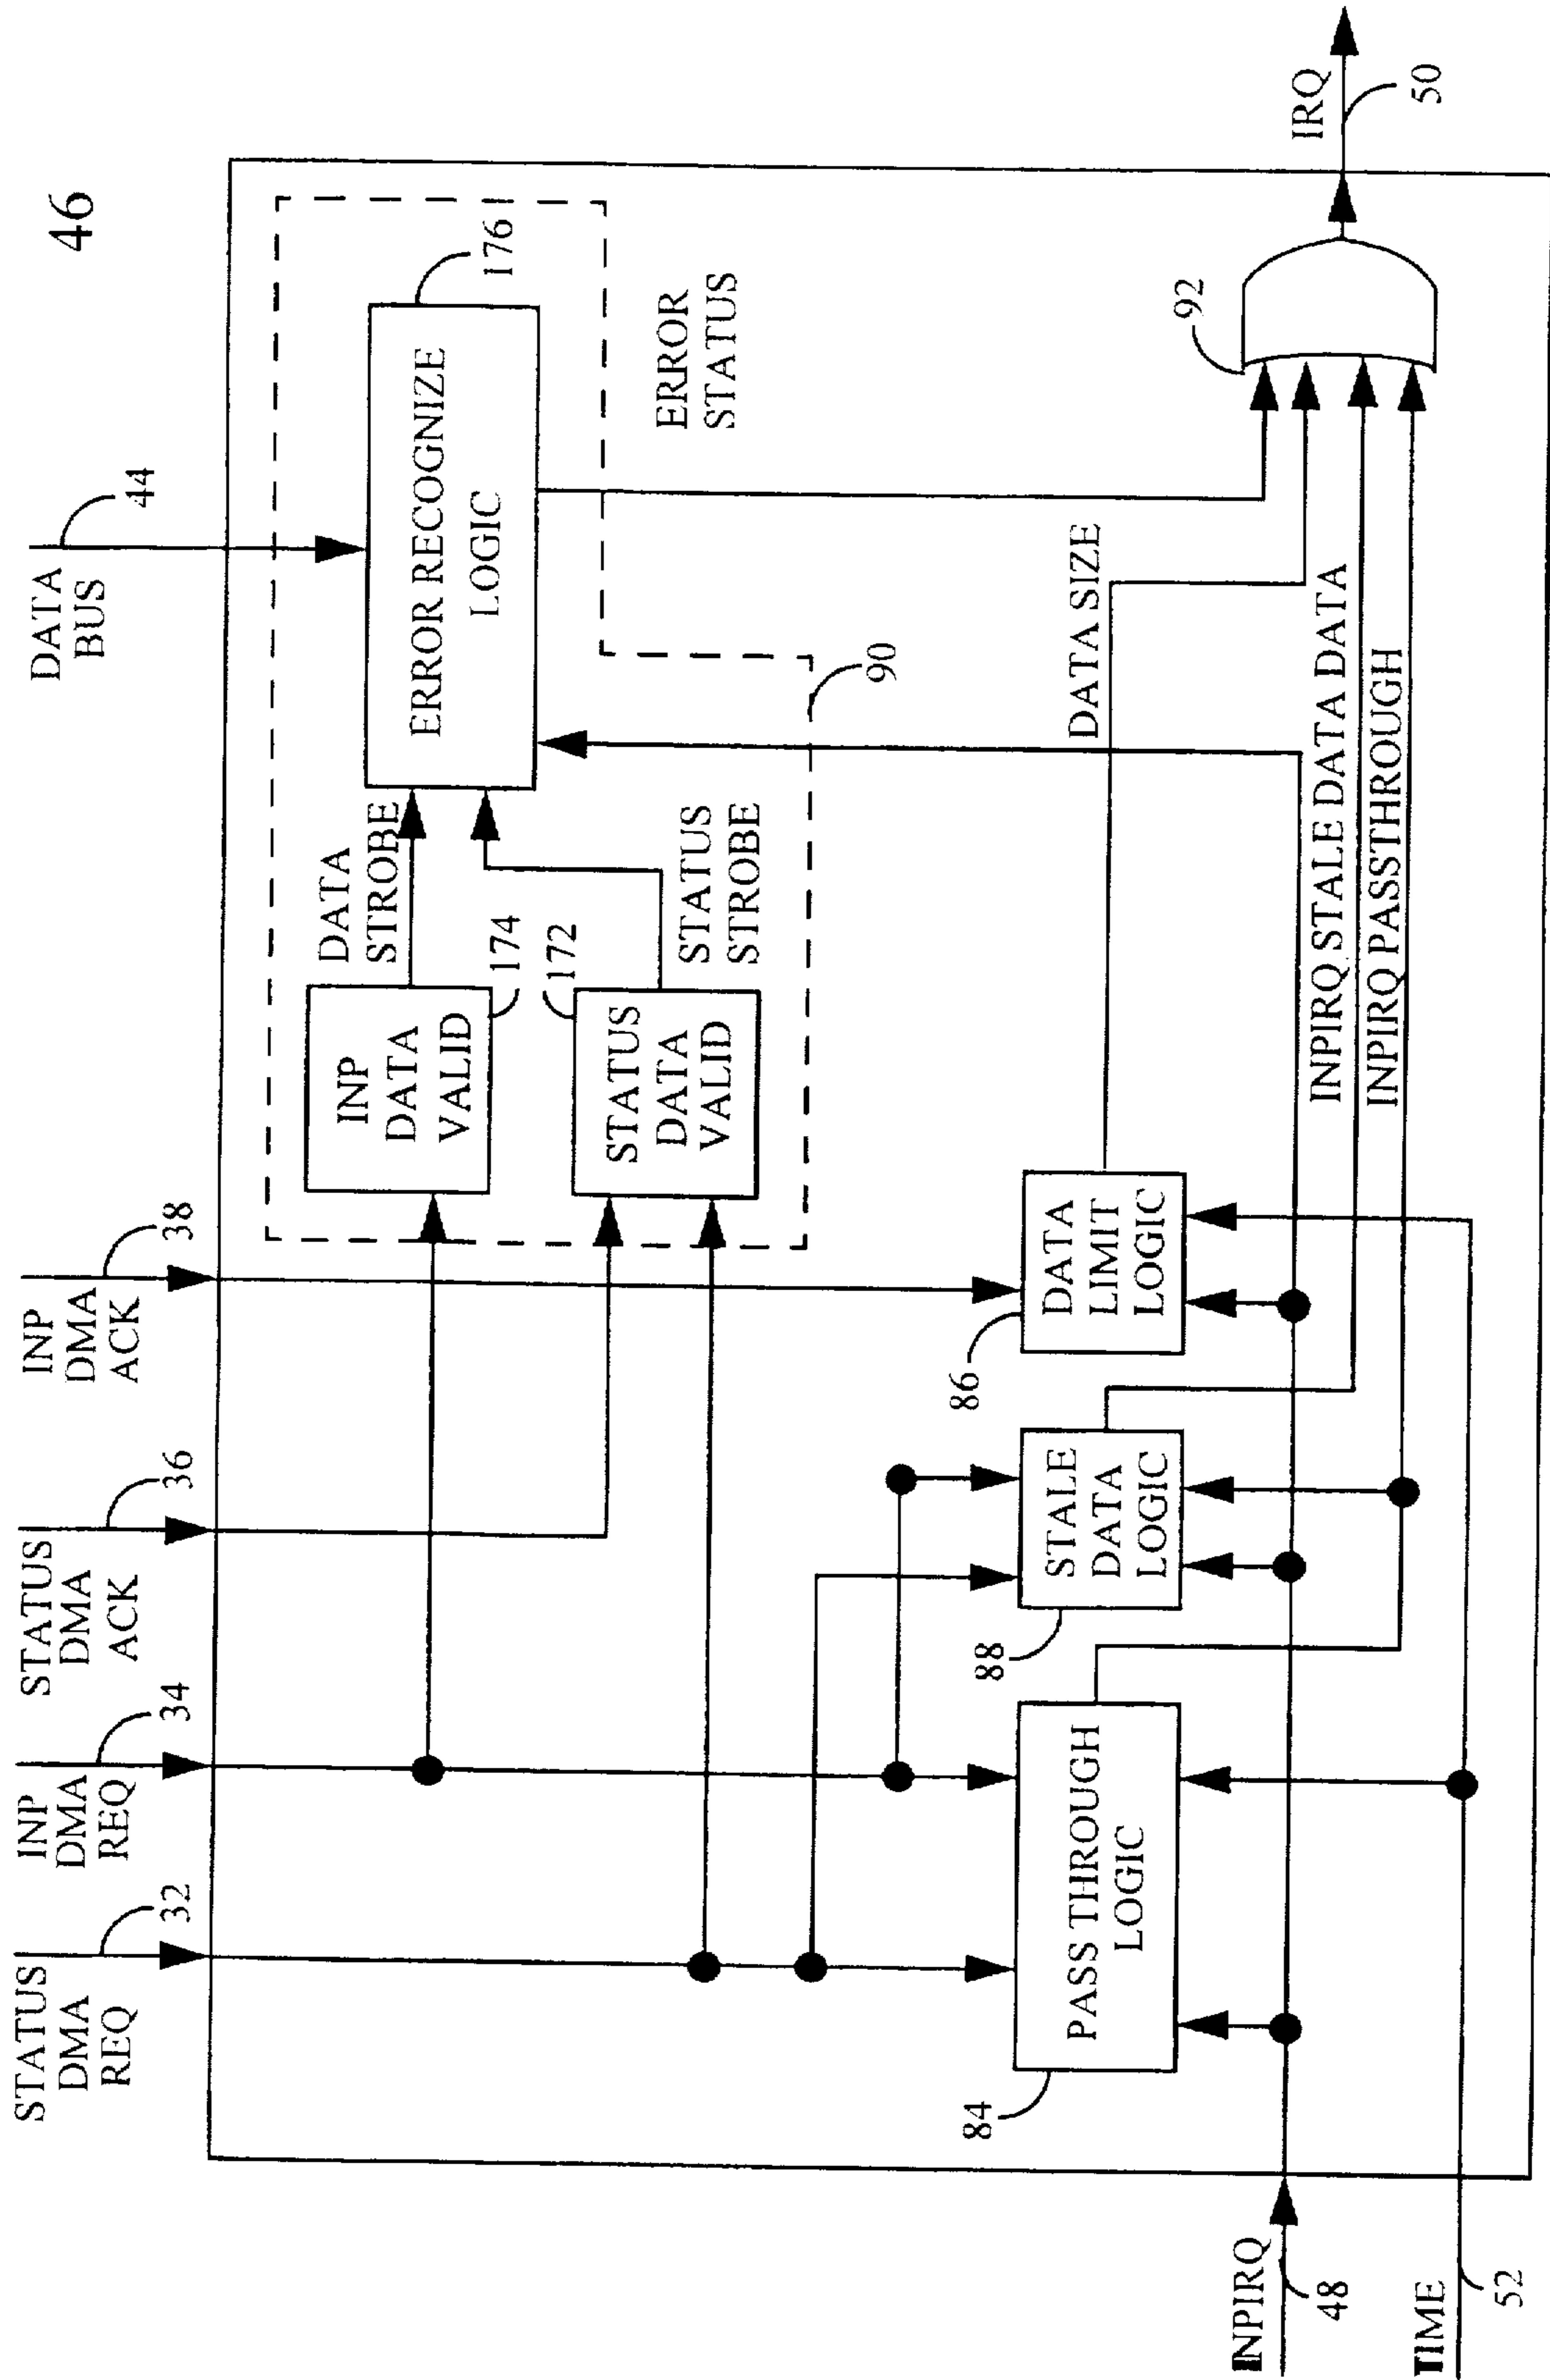 46
STATUS
DMA
REQ
32
INP
DMA
REQ
34
STATUS
DMA
ACK
36
INP
DMA
ACK
38
DATA
BUS
44
INP
DATA
VALID
174
DATA
STROBE
STATUS
DATA
VALID
172
STATUS
STROBE
ERROR RECOGNIZE
LOGIC
176
ERROR
STATUS
90
PASS THROUGH
LOGIC
84
STALE
DATA
LOGIC
88
DATA
LIMIT
LOGIC
86
DATA SIZE
INPIRQ STALE DATA DATA
INPIRQ PASSTHROUGH
92
IRQ
50
INPIRQ
48
TIME
52